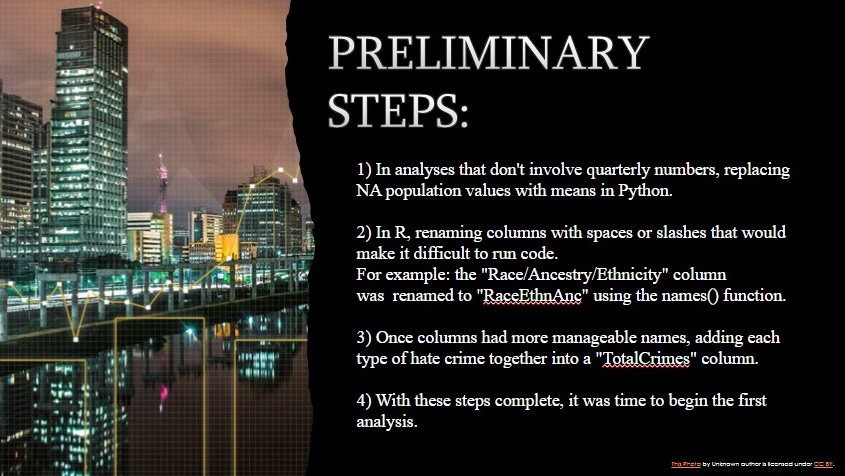 PRELIMINARY
STEPS:
1) In analyses that don't involve quarterly numbers, replacing
NA population values with means in Python.
2) In R, renaming columns with spaces or slashes that would
make it difficult to run code.
For example: the "Race/Ancestry/Ethnicity" column
was  renamed to "RaceEthnAnc" using the names() function.
3) Once columns had more manageable names, adding each
type of hate crime together into a "TotalCrimes" column.
4) With these steps complete, it was time to begin the first
analysis.
This Photo by Unknown author is licensed under CC BY.